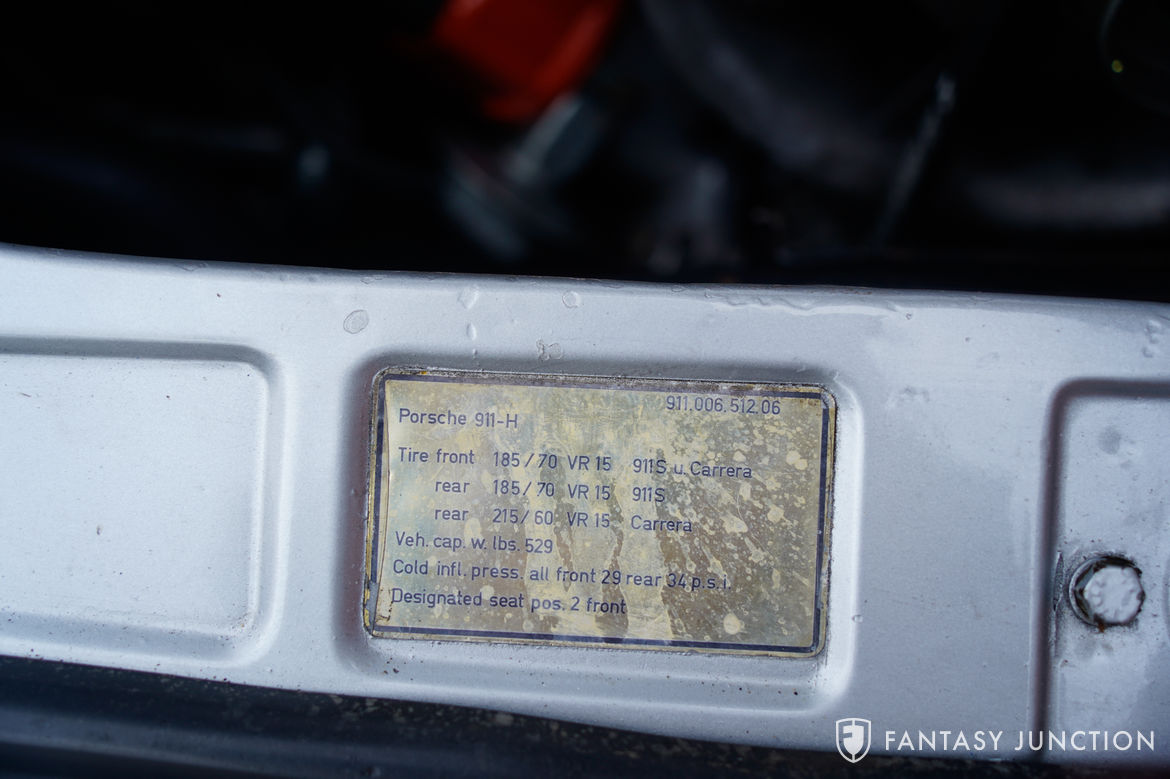 911.006.512.06
Porsche 911-H
Tire front 185/70 VR 15 911S u. Carrera
rear 185/70 VR 15 911S
rear 215/60 VR 15 Carrera
Veh. cap. w. lbs. 529
Cold infl. press. all front 29 rear 34 p.s.i.
Designated seat pos. 2 front
FANTASY JUNCTION